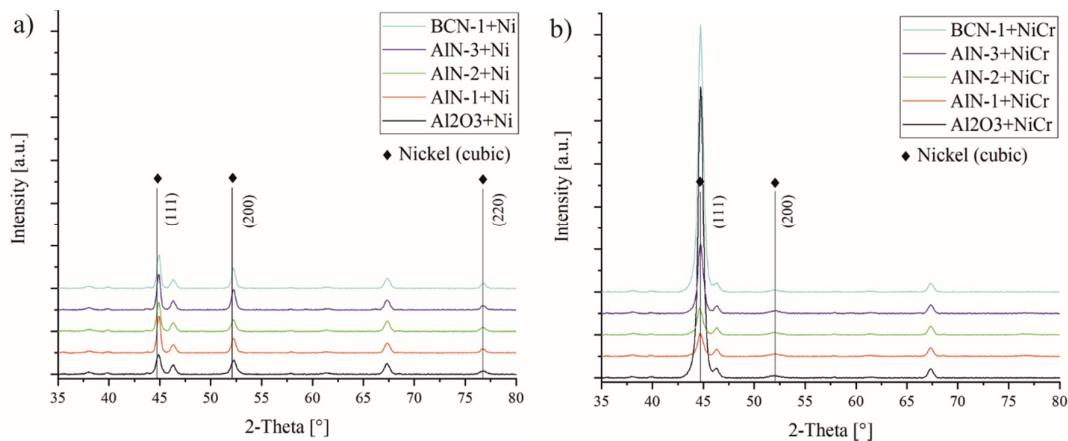 a)
BCN-1+Ni
AlN-3+Ni
AlN-2+Ni
AlN-1+Ni
Al2O3+Ni
◆ Nickel (cubic)
(111)
(200)
(220)
Intensity [a.u.]
35 40 45 50 55 60 65 70 75 80
2-Theta [°]
b)
BCN-1+NiCr
AlN-3+NiCr
AlN-2+NiCr
AlN-1+NiCr
Al2O3+NiCr
◆ Nickel (cubic)
(111)
(200)
Intensity [a.u.]
35 40 45 50 55 60 65 70 75 80
2-Theta [°]